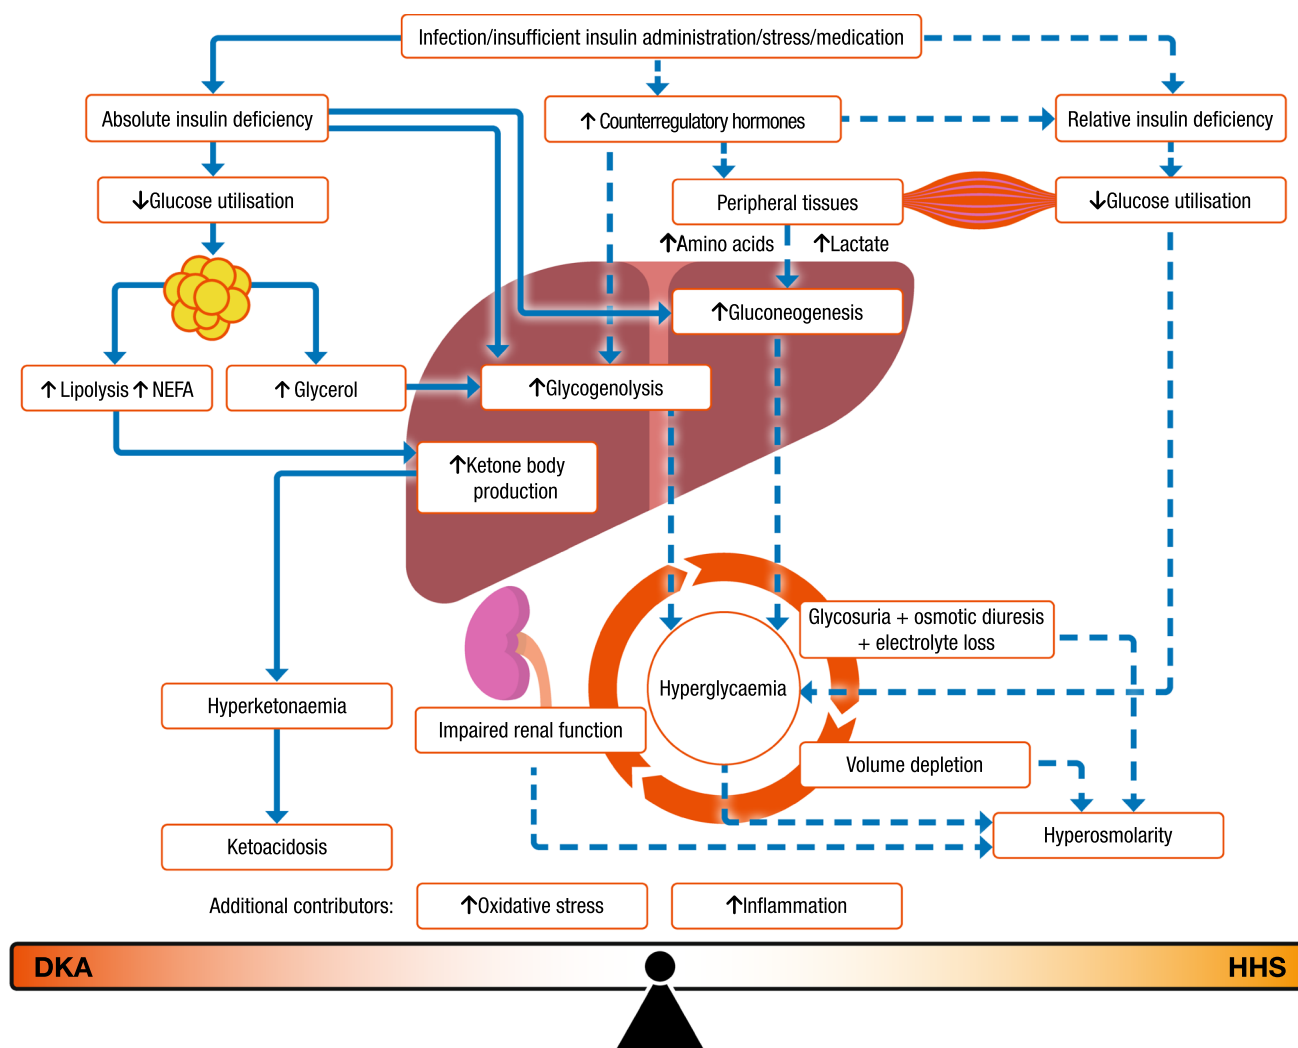 Infection/insufficient insulin administration/stress/medication
Absolute insulin deficiency
↑ Counterregulatory hormones
Relative insulin deficiency
↓Glucose utilisation
Peripheral tissues
↓Glucose utilisation
↑Amino acids
↑Lactate
↑Gluconeogenesis
↑ Lipolysis ↑ NEFA
↑ Glycerol
↑Glycogenolysis
↑Ketone body
production
Glycosuria + osmotic diuresis
+ electrolyte loss
Hyperglycaemia
Hyperketonaemia
Impaired renal function
Volume depletion
Hyperosmolarity
Ketoacidosis
Additional contributors:
↑Oxidative stress
↑Inflammation
DKA
HHS